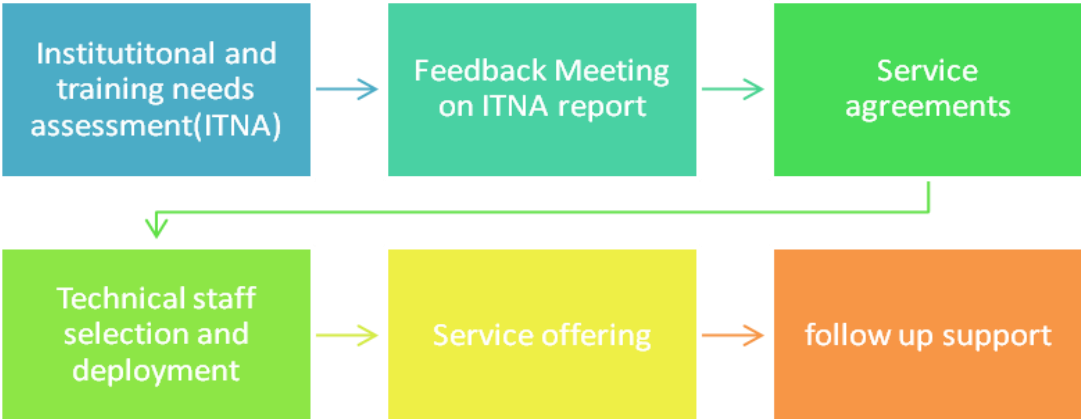 Institutitonal and
training needs
assessment(ITNA)
Feedback Meeting
on ITNA report
Service
agreements
Technical staff
selection and
deployment
Service offering
follow up support